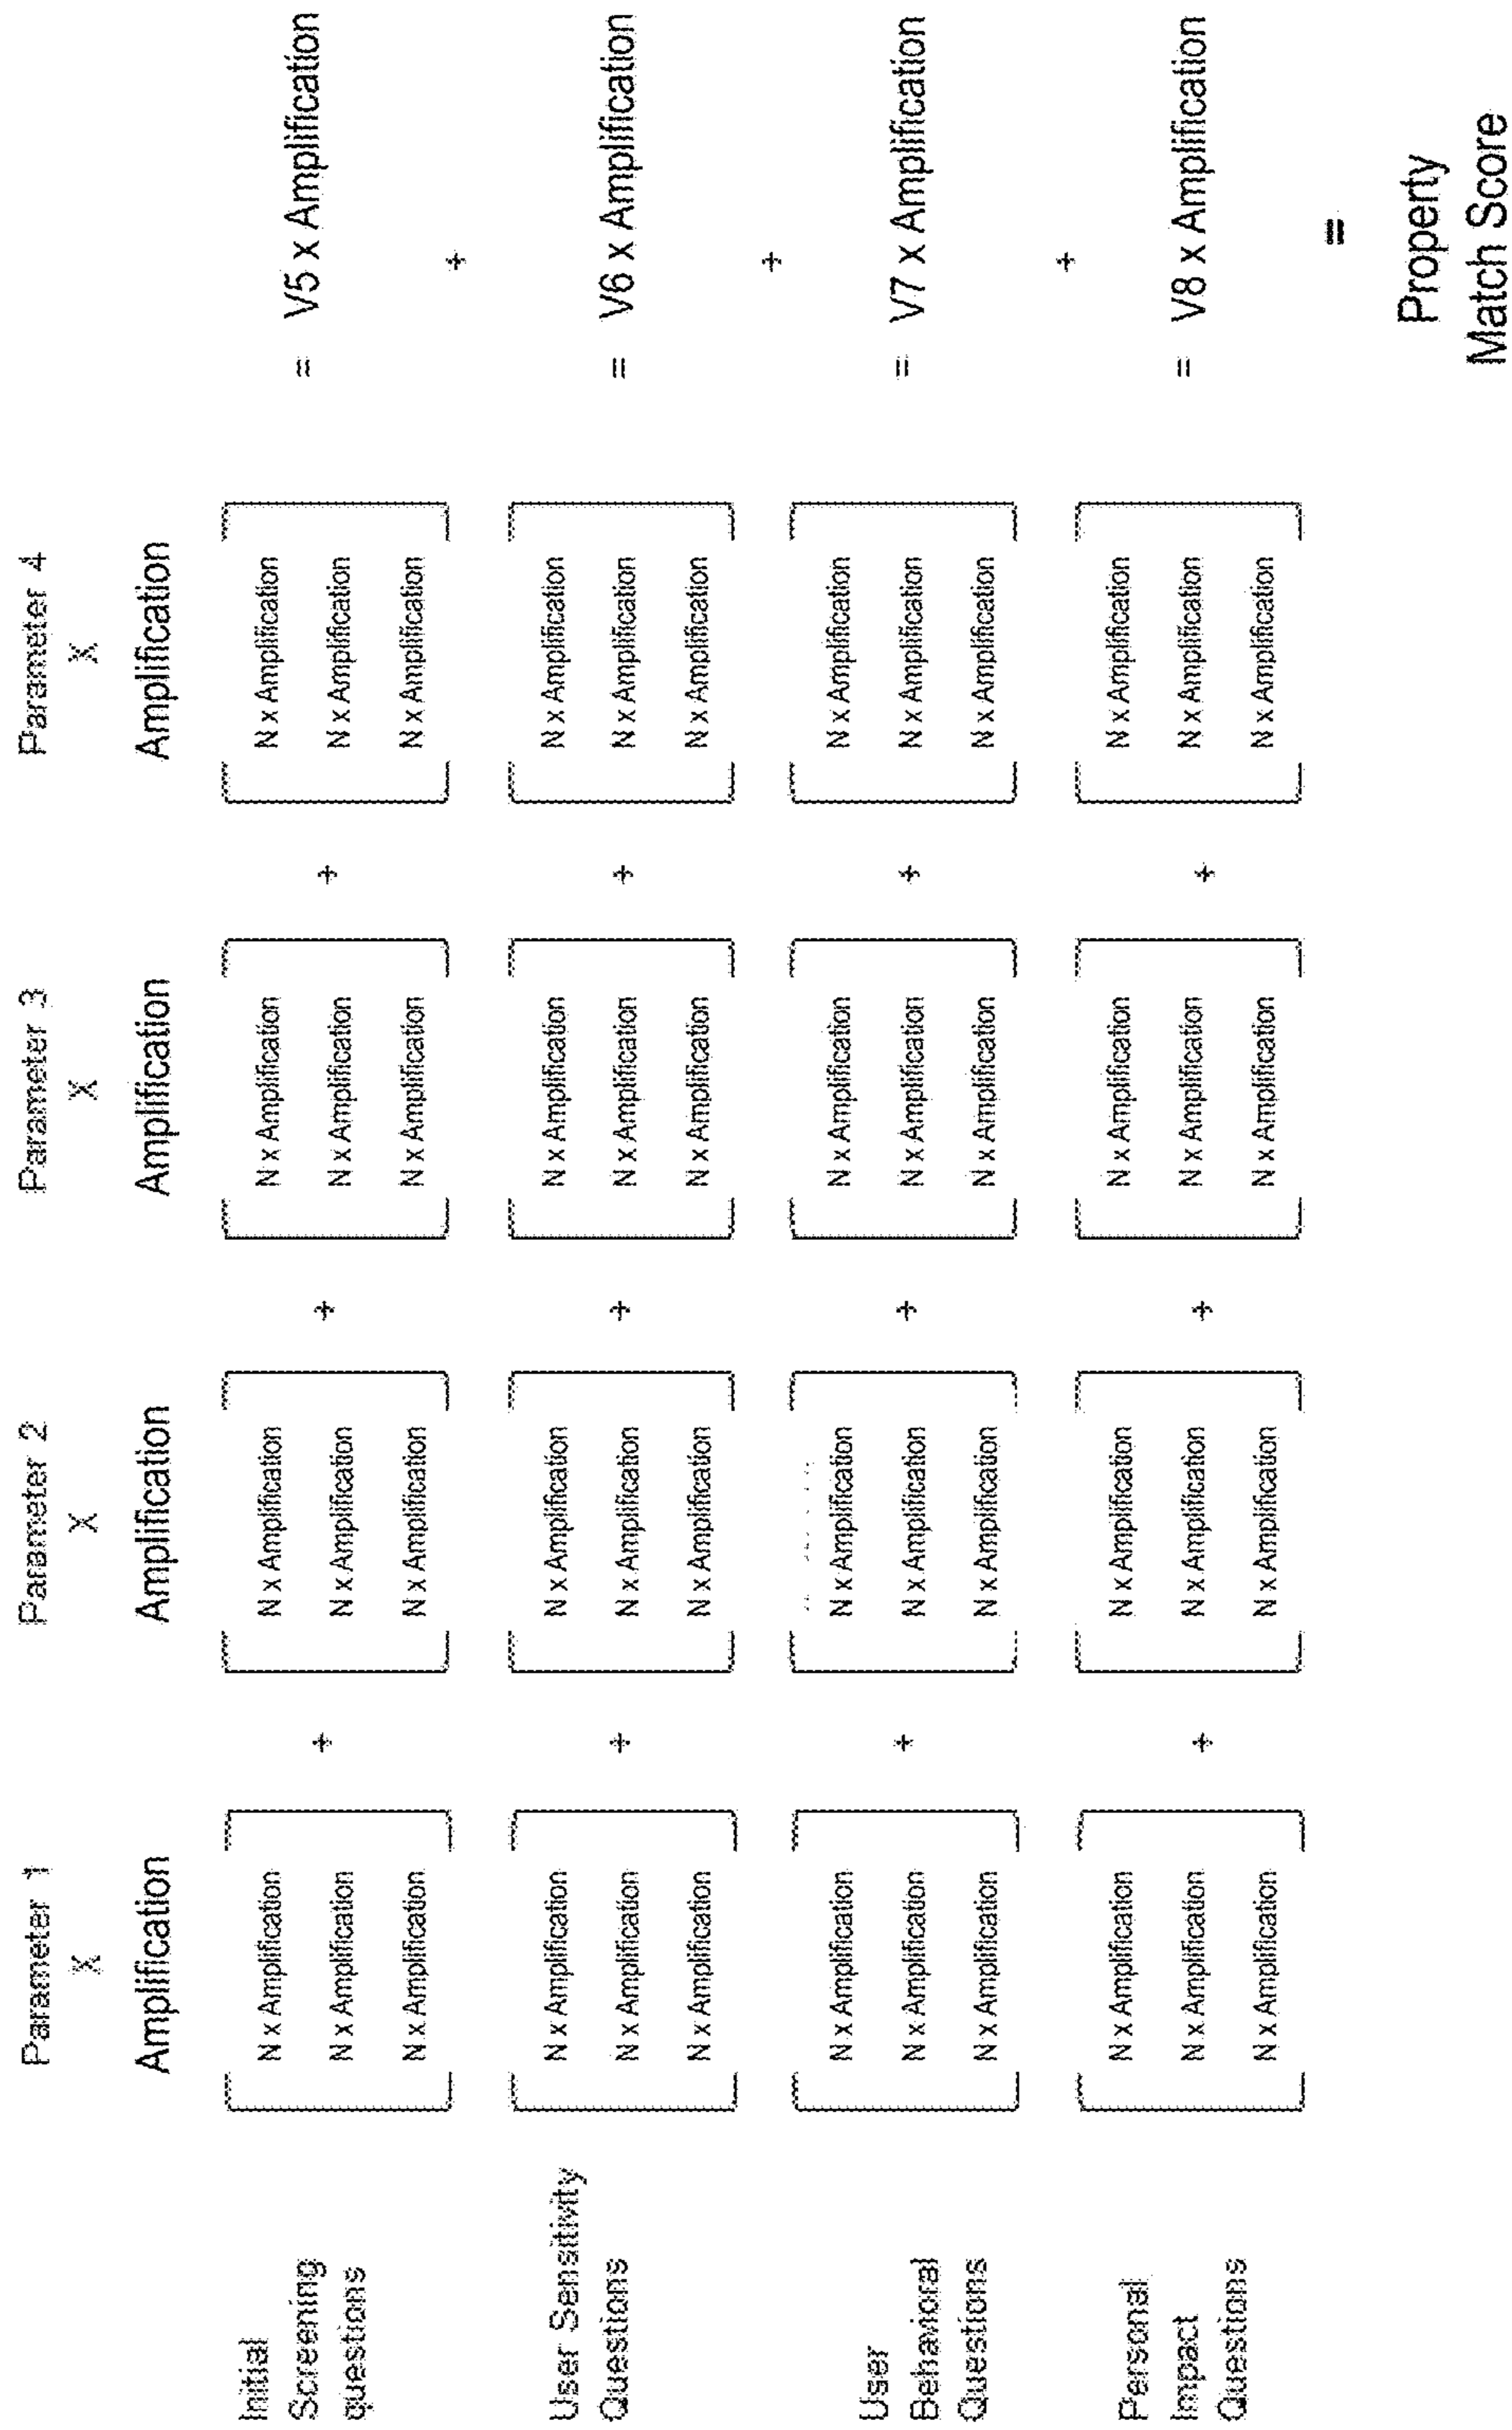 Parameter 1
X
Amplification
Parameter 2
X
Amplification
Parameter 3
X
Amplification
Parameter 4
X
Amplification
Initial
Screening
questions
N x Amplification
N x Amplification
N x Amplification
+
N x Amplification
N x Amplification
N x Amplification
+
N x Amplification
N x Amplification
N x Amplification
+
N x Amplification
N x Amplification
N x Amplification
= V5 x Amplification
+
User Sensitivity
Questions
N x Amplification
N x Amplification
N x Amplification
+
N x Amplification
N x Amplification
N x Amplification
+
N x Amplification
N x Amplification
N x Amplification
+
N x Amplification
N x Amplification
N x Amplification
= V6 x Amplification
+
User
Behavioral
Questions
N x Amplification
N x Amplification
N x Amplification
+
N x Amplification
N x Amplification
N x Amplification
+
N x Amplification
N x Amplification
N x Amplification
+
N x Amplification
N x Amplification
N x Amplification
= V7 x Amplification
+
Personal
Impact
Questions
N x Amplification
N x Amplification
N x Amplification
+
N x Amplification
N x Amplification
N x Amplification
+
N x Amplification
N x Amplification
N x Amplification
+
N x Amplification
N x Amplification
N x Amplification
= V8 x Amplification
=
Property
Match Score